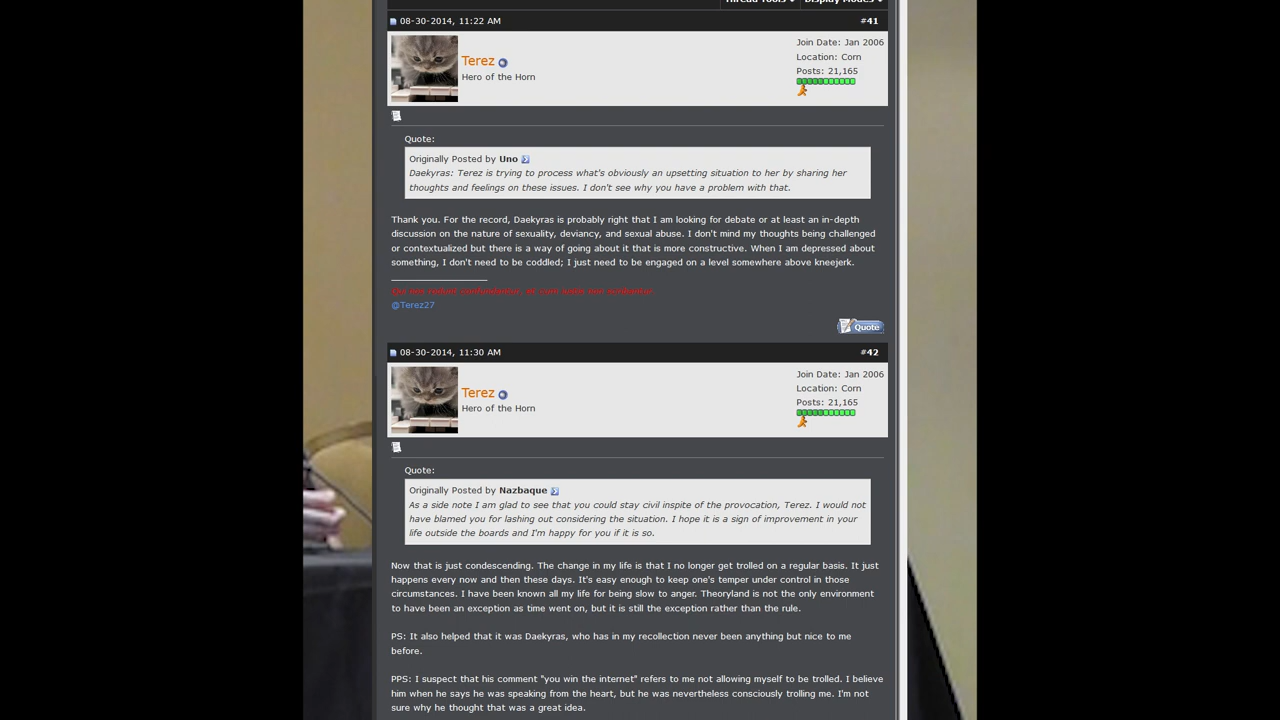 Thread Tools Display Modes
08-30-2014, 11:22 AM #41
Terez
Hero of the Horn
Join Date: Jan 2006
Location: Corn
Posts: 21,165
Quote:
Originally Posted by Uno
Daekyras: Terez is trying to process what's obviously an upsetting situation to her by sharing her
thoughts and feelings on these issues. I don't see why you have a problem with that.
Thank you. For the record, Daekyras is probably right that I am looking for debate or at least an in-depth
discussion on the nature of sexuality, deviancy, and sexual abuse. I don't mind my thoughts being challenged
or contextualized but there is a way of going about it that is more constructive. When I am depressed about
something, I don't need to be coddled; I just need to be engaged on a level somewhere above kneejerk.
@Terez27
Quote
08-30-2014, 11:30 AM #42
Terez
Hero of the Horn
Join Date: Jan 2006
Location: Corn
Posts: 21,165
Quote:
Originally Posted by Nazbaque
As a side note I am glad to see that you could stay civil inspite of the provocation, Terez. I would not
have blamed you for lashing out considering the situation. I hope it is a sign of improvement in your
life outside the boards and I'm happy for you if it is so.
Now that is just condescending. The change in my life is that I no longer get trolled on a regular basis. It just
happens every now and then these days. It's easy enough to keep one's temper under control in those
circumstances. I have been known all my life for being slow to anger. Theoryland is not the only environment
to have been an exception as time went on, but it is still the exception rather than the rule.
PS: It also helped that it was Daekyras, who has in my recollection never been anything but nice to me
before.
PPS: I suspect that his comment "you win the internet" refers to me not allowing myself to be trolled. I believe
him when he says he was speaking from the heart, but he was nevertheless consciously trolling me. I'm not
sure why he thought that was a great idea.